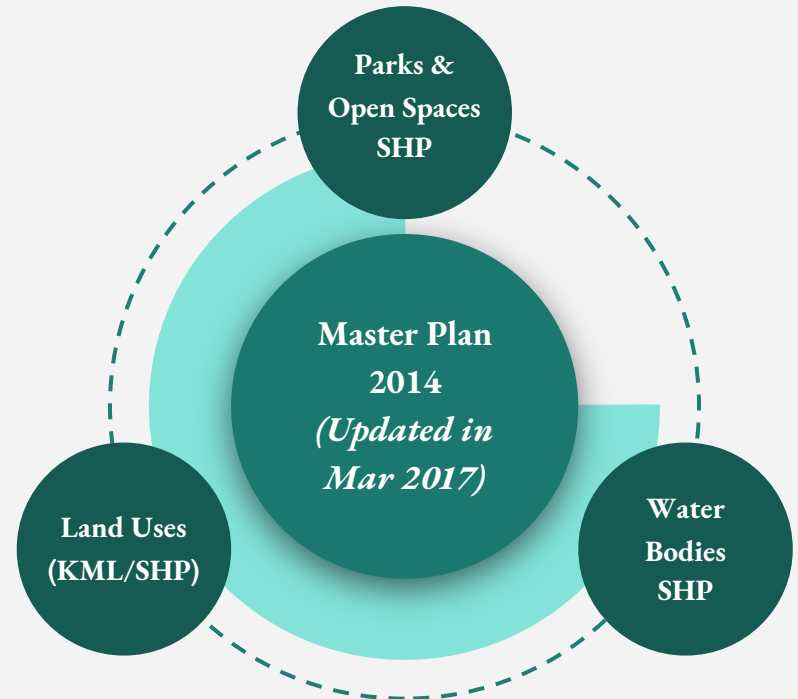 Parks &
Open Spaces
SHP
Master Plan
2014
(Updated in
Mar 2017)
Land Uses
(KML/SHP)
Water
Bodies
SHP